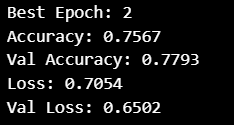 Best Epoch: 2
Accuracy: 0.7567
Val Accuracy: 0.7793
Loss: 0.7054
Val Loss: 0.6502